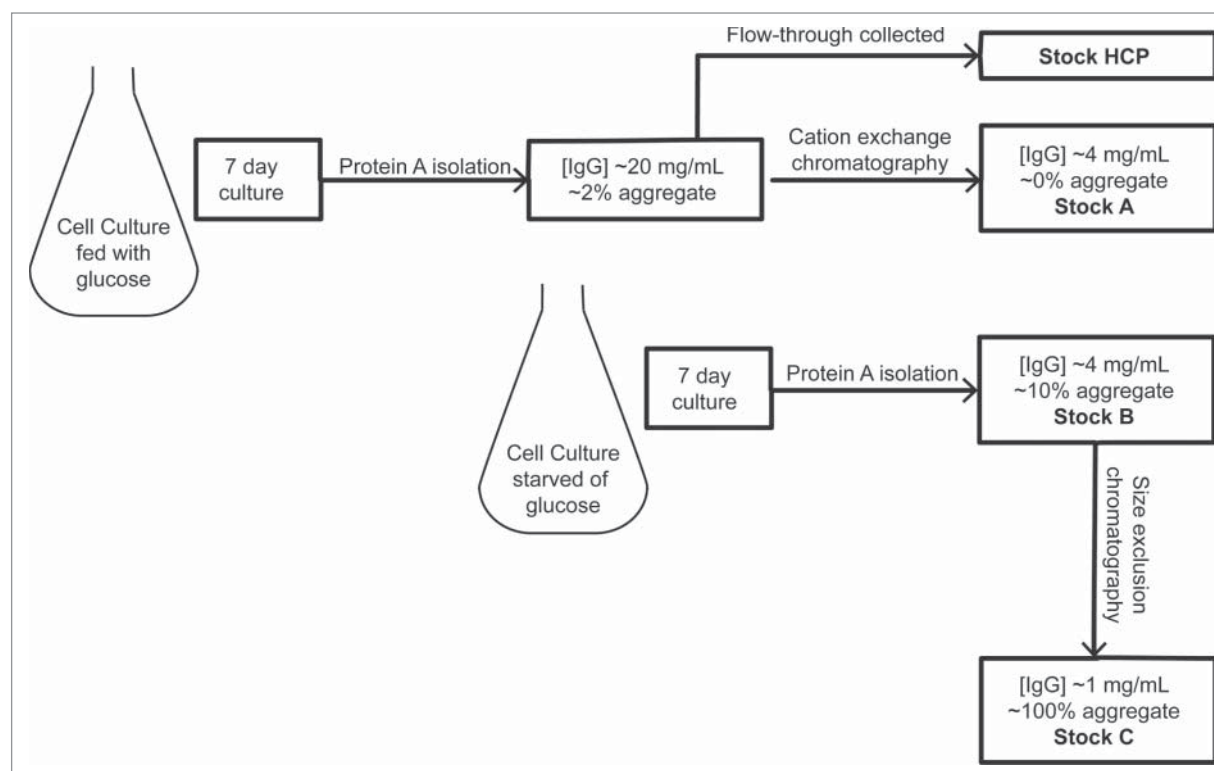 Flow-through collected
Stock HCP
Cell Culture
fed with
glucose
7 day
culture
Protein A isolation
[IgG] ~20 mg/mL
~2% aggregate
Cation exchange
chromatography
[IgG] ~4 mg/mL
~0% aggregate
Stock A
Cell Culture
starved of
glucose
7 day
culture
Protein A isolation
[IgG] ~4 mg/mL
~10% aggregate
Stock B
Size exclusion
chromatography
[IgG] ~1 mg/mL
~100% aggregate
Stock C